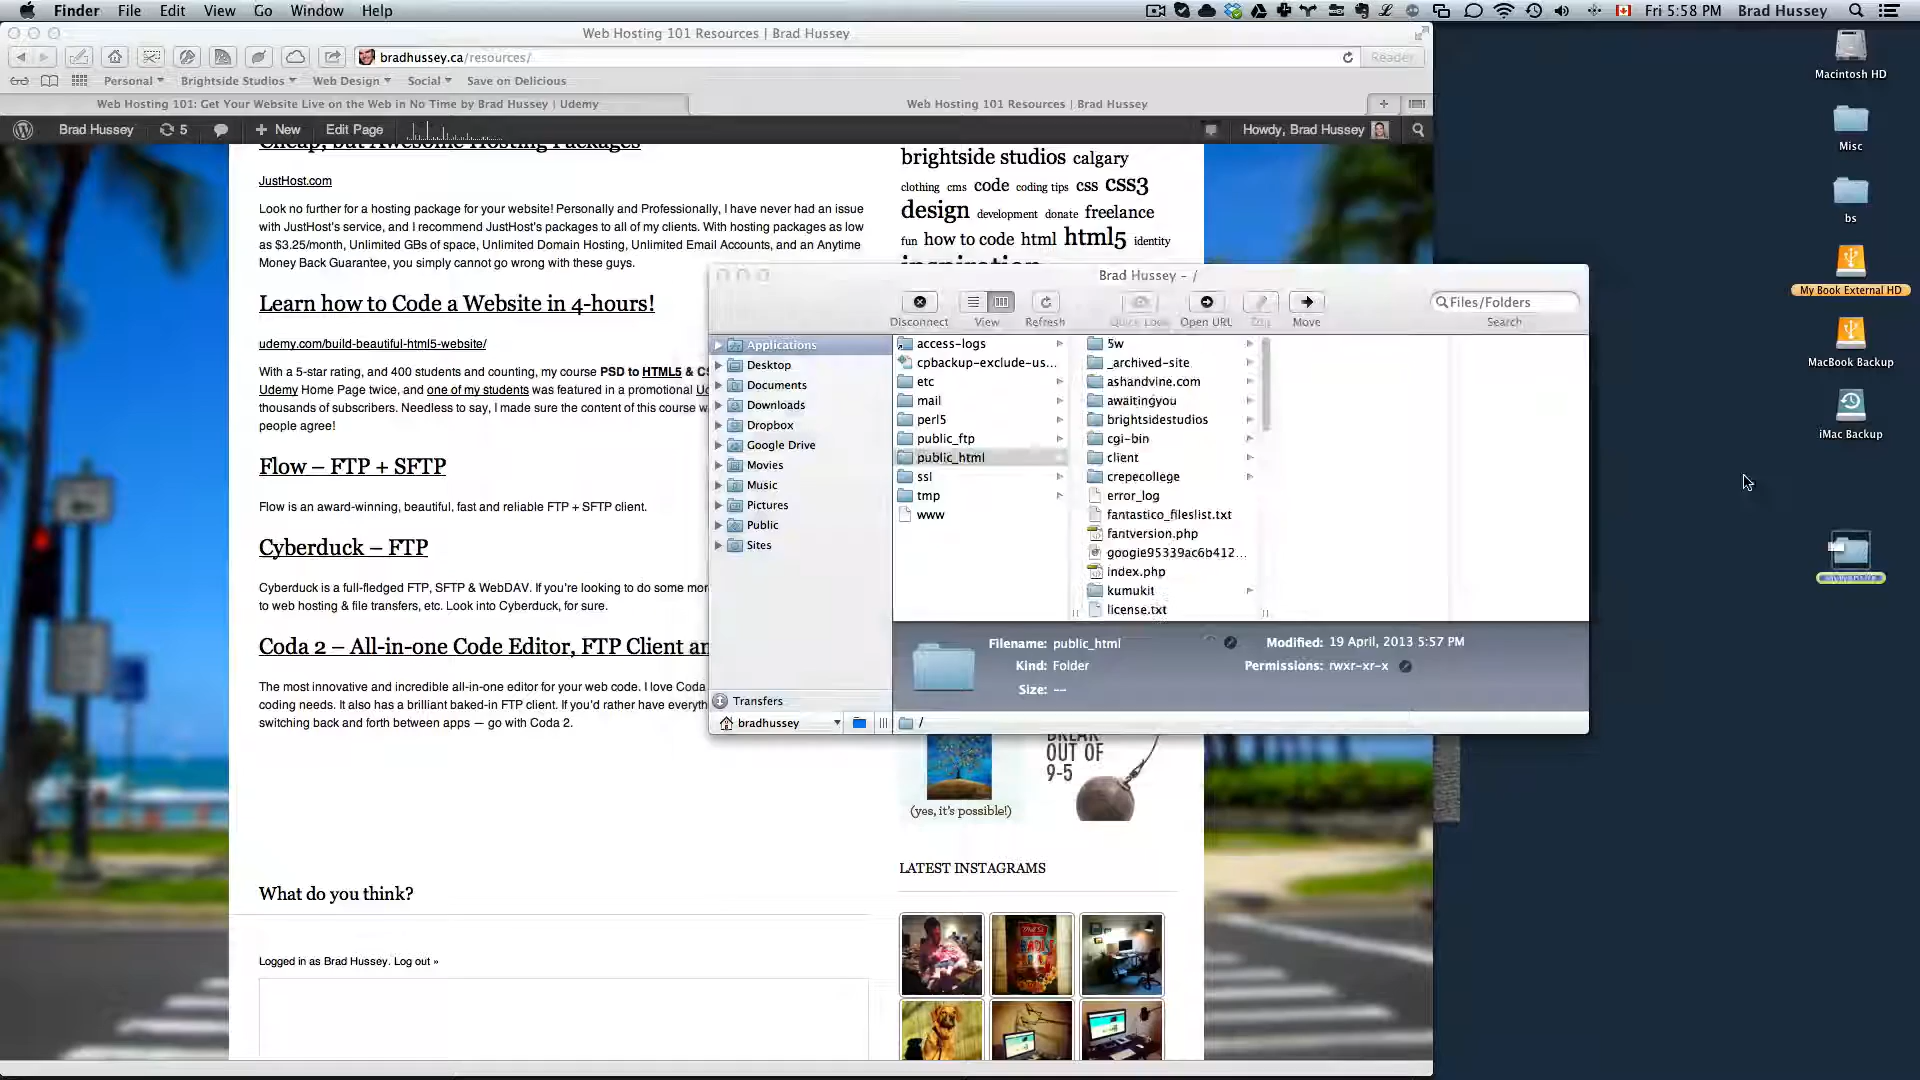 Finder File Edit View Go Window Help
Fri 5:58 PM Brad Hussey
Web Hosting 101 Resources | Brad Hussey
bradhussey.ca/resources/
Reader
Personal Brightside Studios Web Design Social Save on Delicious
Web Hosting 101: Get Your Website Live on the Web in No Time by Brad Hussey | Udemy
Web Hosting 101 Resources | Brad Hussey
Brad Hussey 5 New Edit Page
Howdy, Brad Hussey
Cheap, but Awesome Hosting Packages
JustHost.com
Look no further for a hosting package for your website! Personally and Professionally, I have never had an issue
with JustHost's service, and I recommend JustHost's packages to all of my clients. With hosting packages as low
as $3.25/month, Unlimited GBs of space, Unlimited Domain Hosting, Unlimited Email Accounts, and an Anytime
Money Back Guarantee, you simply cannot go wrong with these guys.
Learn how to Code a Website in 4-hours!
udemy.com/build-beautiful-html5-website/
With a 5-star rating, and 400 students and counting, my course PSD to HTML5 & CS
Udemy Home Page twice, and one of my students was featured in a promotional
thousands of subscribers. Needless to say, I made sure the content of this course
people agree!
Flow – FTP + SFTP
Flow is an award-winning, beautiful, fast and reliable FTP + SFTP client.
Cyberduck – FTP
Cyberduck is a full-fledged FTP, SFTP & WebDAV. If you're looking to do some mor
to web hosting & file transfers, etc. Look into Cyberduck, for sure.
Coda 2 – All-in-one Code Editor, FTP Client an
The most innovative and incredible all-in-one editor for your web code. I love Coda
coding needs. It also has a brilliant baked-in FTP client. If you'd rather have everyth
switching back and forth between apps — go with Coda 2.
What do you think?
Logged in as Brad Hussey. Log out »
brightside studios calgary
clothing cms code coding tips css css3
design development donate freelance
fun how to code html html5 identity
inspiration
Brad Hussey - /
Disconnect View Refresh Quick Look Open URL Edit Move
Files/Folders
Search
Applications
Desktop
Documents
Downloads
Dropbox
Google Drive
Movies
Music
Pictures
Public
Sites
Transfers
bradhussey
access-logs
cpbackup-exclude-us...
etc
mail
perl5
public_ftp
public_html
ssl
tmp
www
5w
_archived-site
ashandvine.com
awaitingyou
brightsidestudios
cgi-bin
client
crepecollege
error_log
fantastico_fileslist.txt
fantversion.php
google95339ac6b412...
index.php
kumukit
license.txt
Filename: public_html
Kind: Folder
Size: --
Modified: 19 April, 2013 5:57 PM
Permissions: rwxr-xr-x
/
BREAK
OUT OF
9-5
(yes, it's possible!)
LATEST INSTAGRAMS
Macintosh HD
Misc
bs
My Book External HD
MacBook Backup
iMac Backup